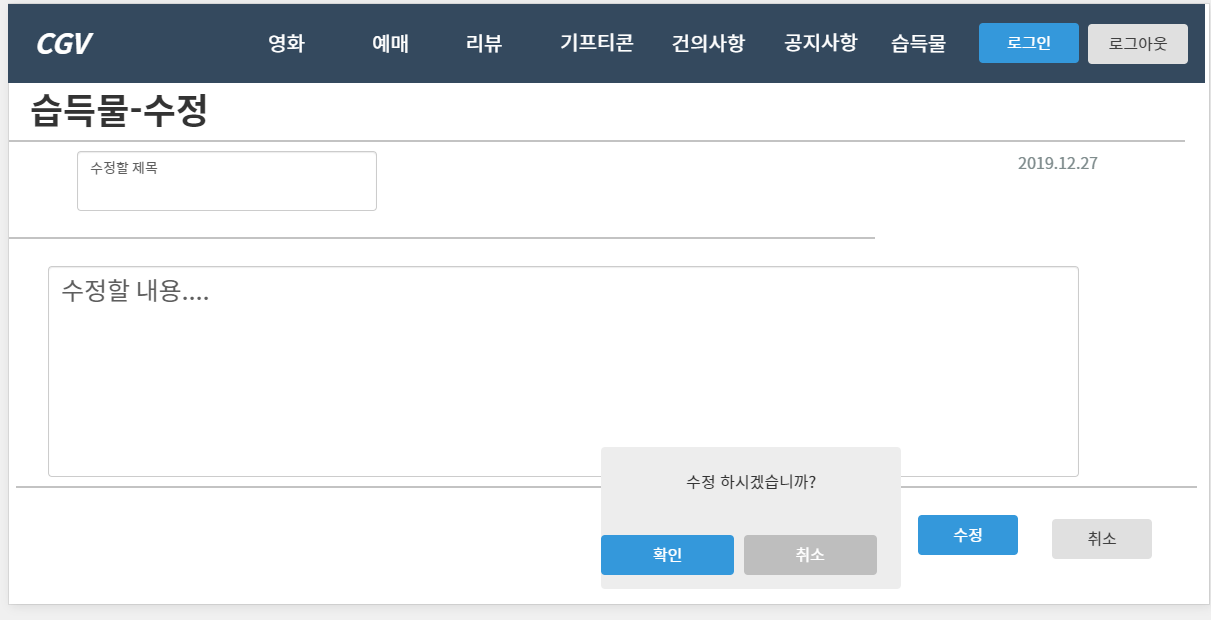 CGV 영화 예매 리뷰 기프티콘 건의사항 공지사항 습득물 로그인 로그아웃
습득물-수정
수정할 제목 2019.12.27
수정할 내용....
수정 하시겠습니까?
확인 취소 수정 취소